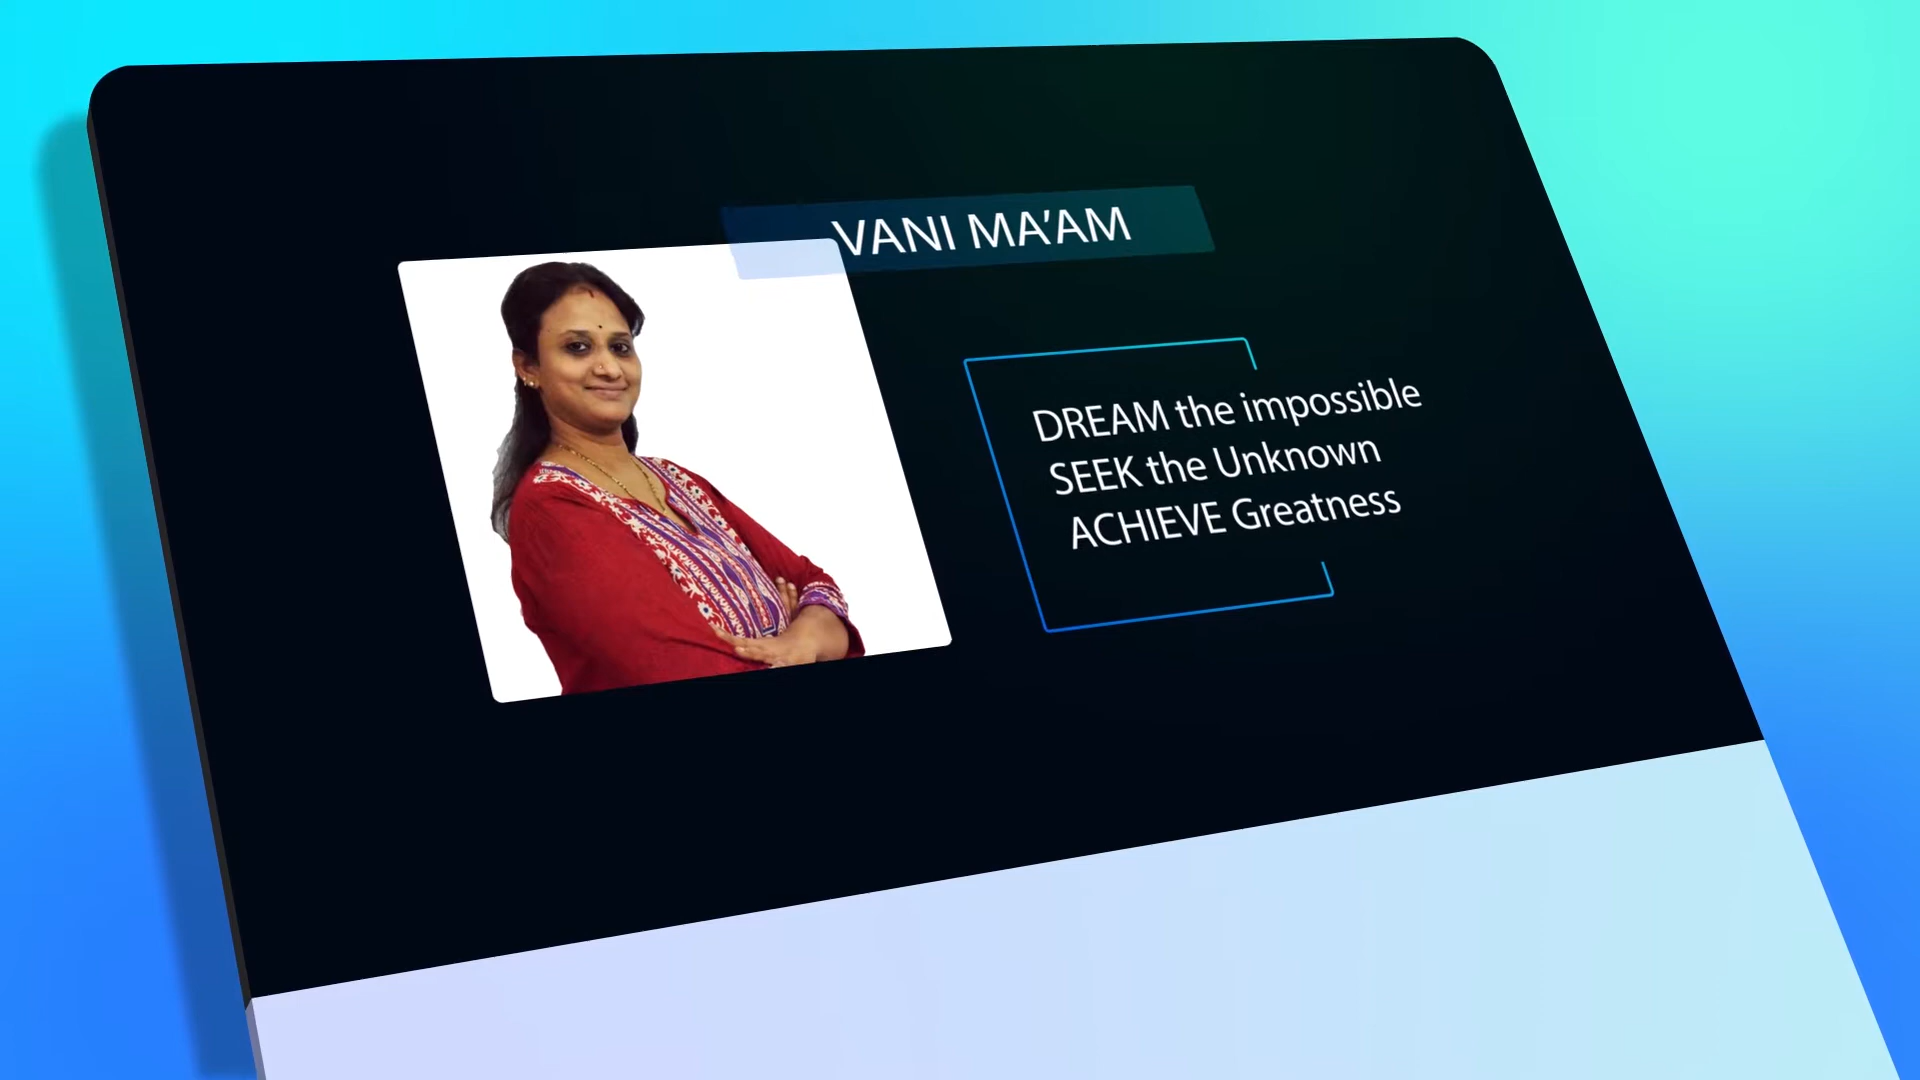 VANI MA’AM
DREAM the impossible
SEEK the Unknown
ACHIEVE Greatness